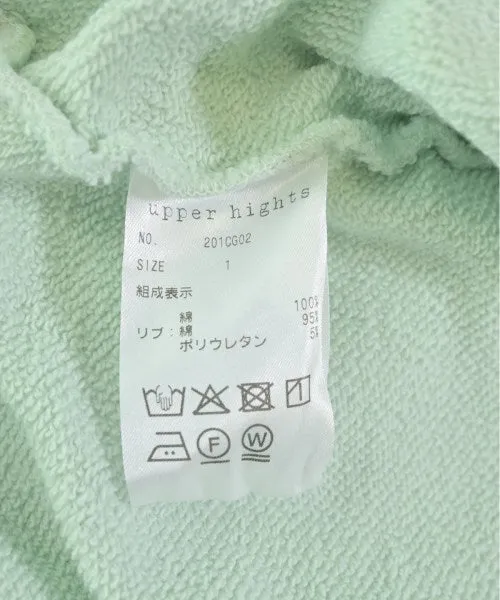 upper hights
NO. 201CG02
SIZE 1
組成表示
綿 100%
リブ：綿 95%
ポリウレタン 5%
F W